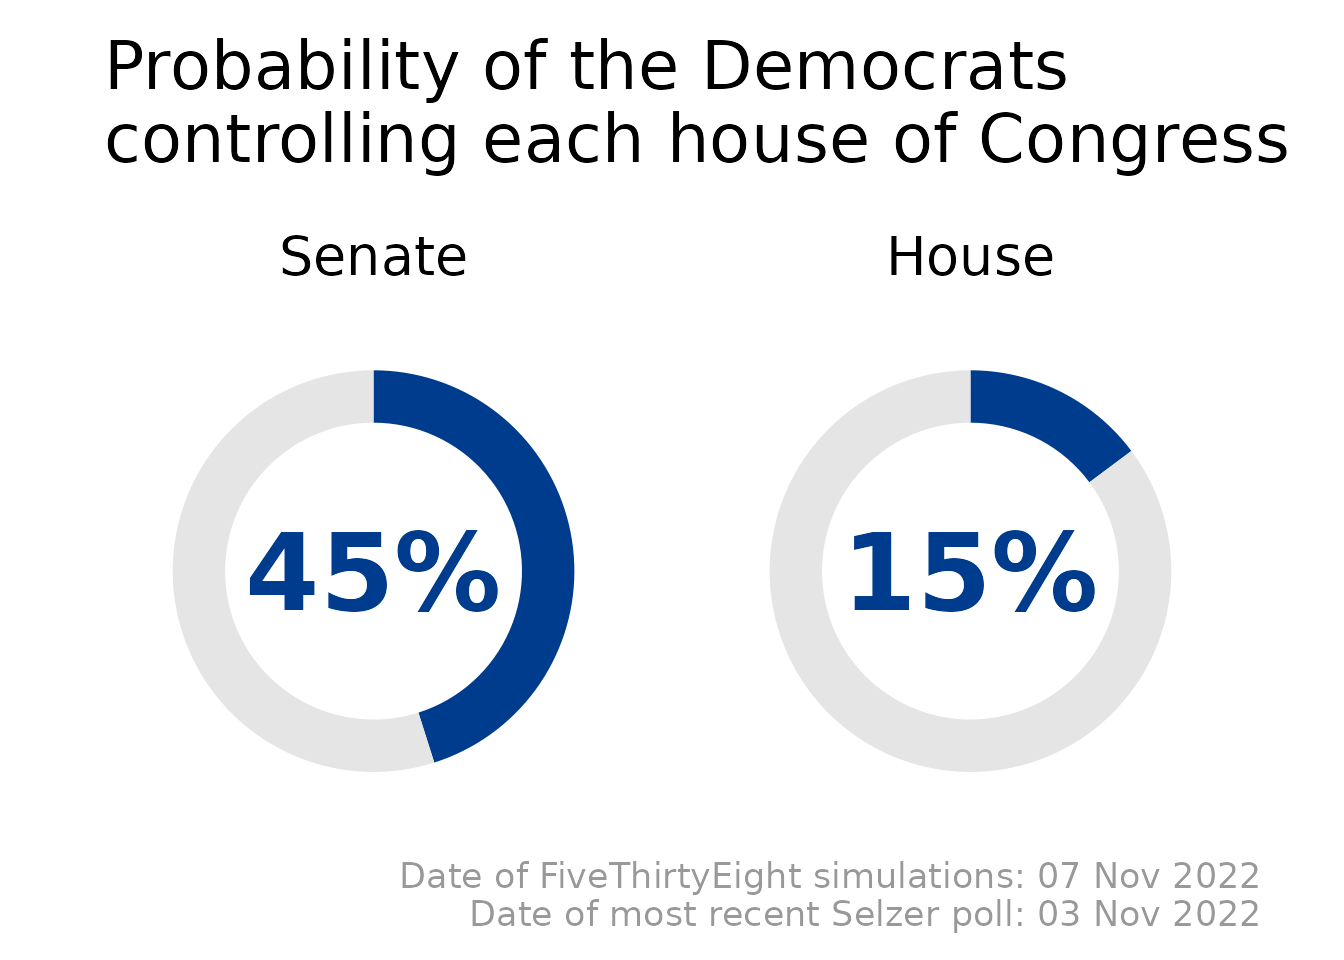 Probability of the Democrats
controlling each house of Congress
Senate
House
45%
15%
Date of FiveThirtyEight simulations: 07 Nov 2022
Date of most recent Selzer poll: 03 Nov 2022